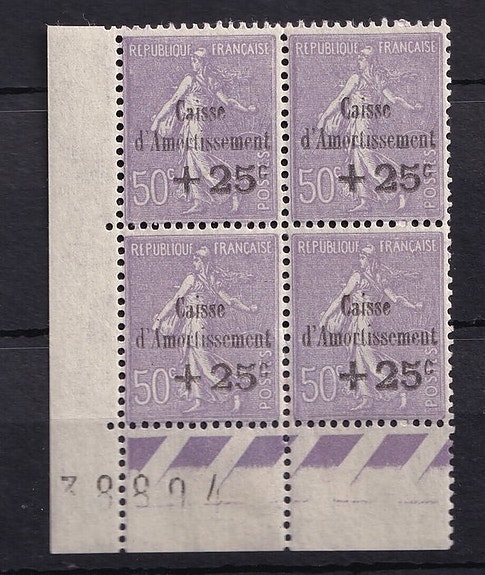 REPUBLIQUE FRANÇAISE
Caisse
d'Amortissement
50c +25c
POSTES
REPUBLIQUE FRANÇAISE
Caisse
d'Amortissement
50c +25c
POSTES
REPUBLIQUE FRANÇAISE
Caisse
d'Amortissement
50c +25c
POSTES
REPUBLIQUE FRANÇAISE
Caisse
d'Amortissement
50c +25c
POSTES